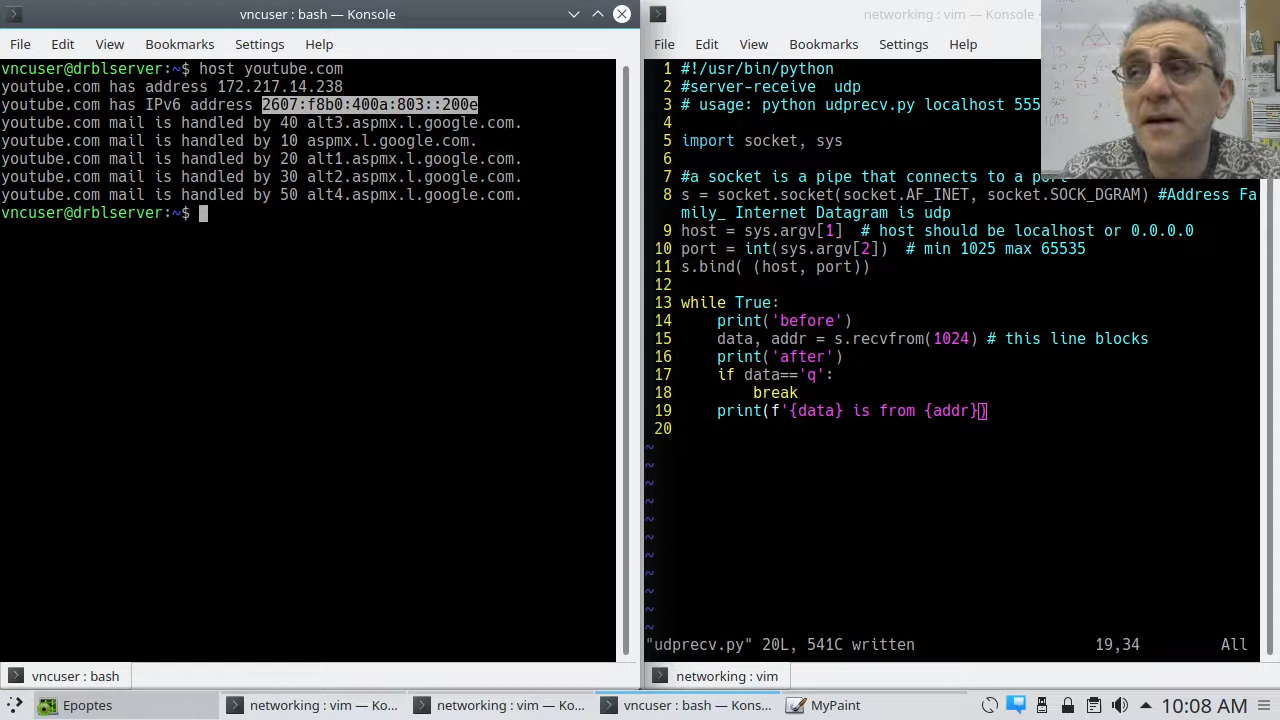 vncuser : bash — Konsole
File Edit View Bookmarks Settings Help
vncuser@drblserver:~$ host youtube.com
youtube.com has address 172.217.14.238
youtube.com has IPv6 address 2607:f8b0:400a:803::200e
youtube.com mail is handled by 40 alt3.aspmx.l.google.com.
youtube.com mail is handled by 10 aspmx.l.google.com.
youtube.com mail is handled by 20 alt1.aspmx.l.google.com.
youtube.com mail is handled by 30 alt2.aspmx.l.google.com.
youtube.com mail is handled by 50 alt4.aspmx.l.google.com.
vncuser@drblserver:~$
vncuser : bash
networking : vim — Konsole
File Edit View Bookmarks Settings Help
1 #!/usr/bin/python
2 #server-receive  udp
3 # usage: python udprecv.py localhost 555
4
5 import socket, sys
6
7 #a socket is a pipe that connects to a port
8 s = socket.socket(socket.AF_INET, socket.SOCK_DGRAM) #Address Fa
mily_ Internet Datagram is udp
9 host = sys.argv[1]  # host should be localhost or 0.0.0.0
10 port = int(sys.argv[2])  # min 1025 max 65535
11 s.bind( (host, port))
12
13 while True:
14     print('before')
15     data, addr = s.recvfrom(1024) # this line blocks
16     print('after')
17     if data=='q':
18         break
19     print(f'{data} is from {addr})
20
~
~
~
~
~
~
~
~
~
~
~
"udprecv.py" 20L, 541C written 19,34 All
networking : vim
Epoptes networking : vim — Ko... networking : vim — Kon... vncuser : bash — Kons... MyPaint 10:08 AM